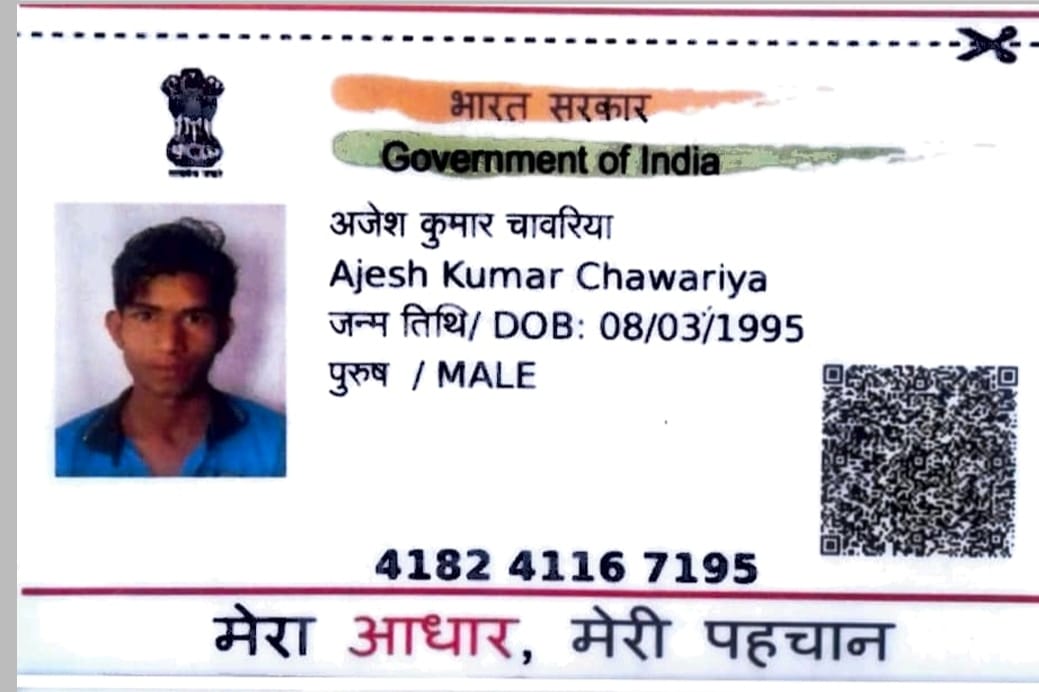 भारत सरकार
Government of India
अजेश कुमार चावरिया
Ajesh Kumar Chawariya
जन्म तिथि/ DOB: 08/03/1995
पुरुष / MALE
4182 4116 7195
मेरा आधार, मेरी पहचान